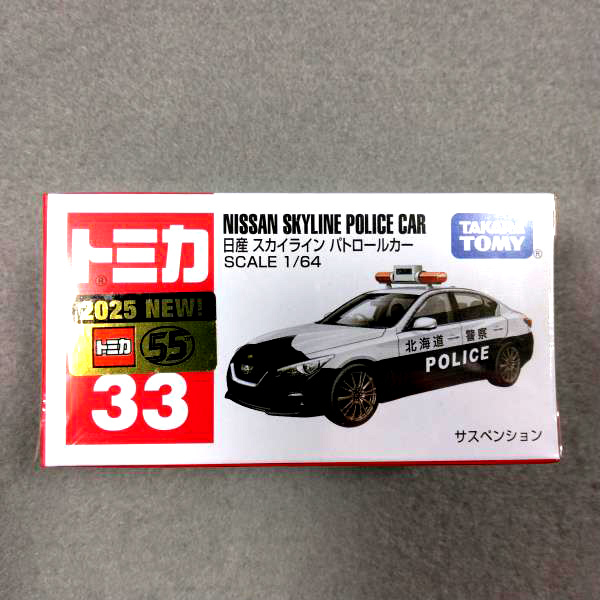 トミカ
®
2025 NEW!
トミカ 55
33
NISSAN SKYLINE POLICE CAR
日産 スカイライン パトロールカー
SCALE 1/64
TAKARA
TOMY
®
北海道 警察
POLICE
サスペンション